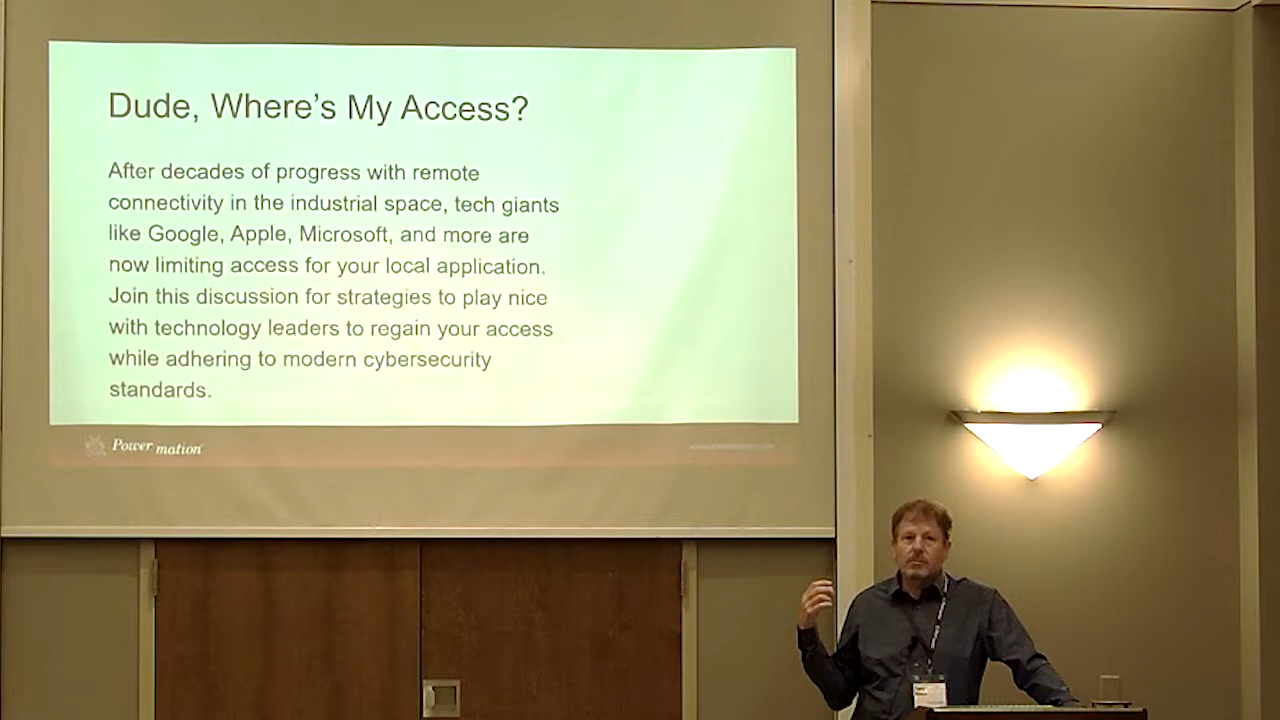 Dude, Where's My Access?
After decades of progress with remote
connectivity in the industrial space, tech giants
like Google, Apple, Microsoft, and more are
now limiting access for your local application.
Join this discussion for strategies to play nice
with technology leaders to regain your access
while adhering to modern cybersecurity
standards.
Power mation